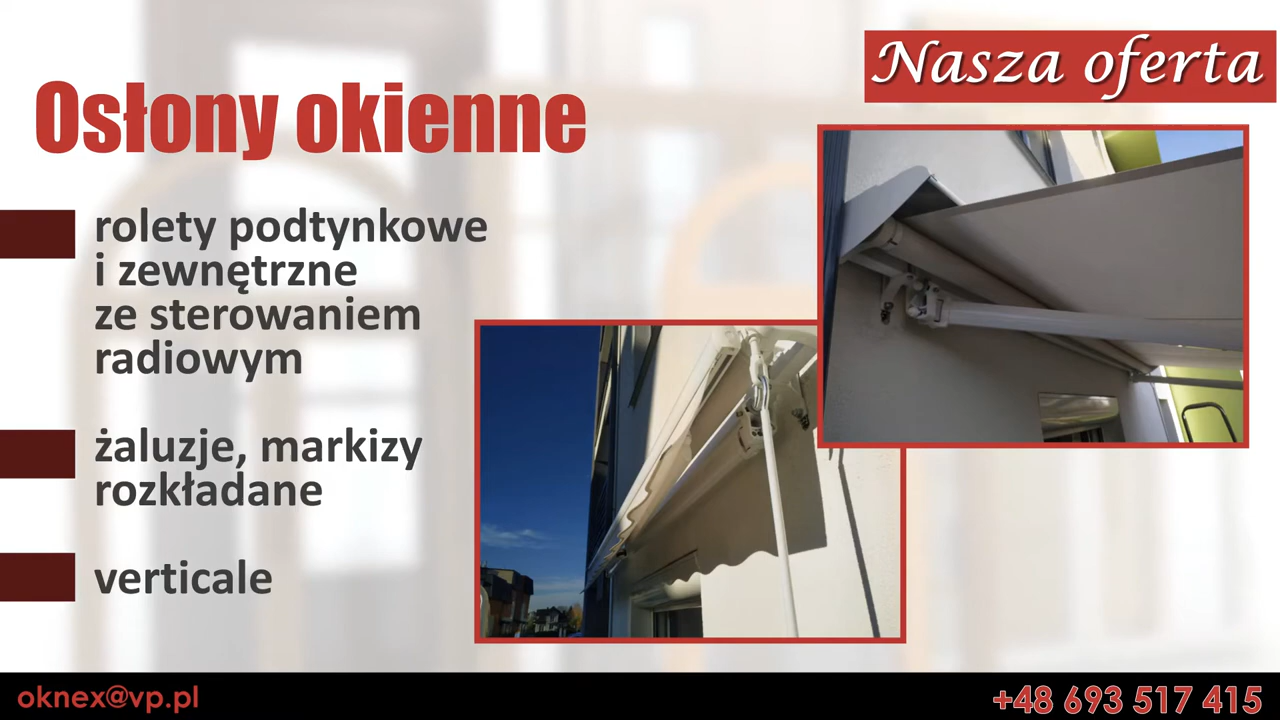 Nasza oferta
Osłony okienne
rolety podtynkowe
i zewnętrzne
ze sterowaniem
radiowym
żaluzje, markizy
rozkładane
verticale
oknex@vp.pl
+48 693 517 415